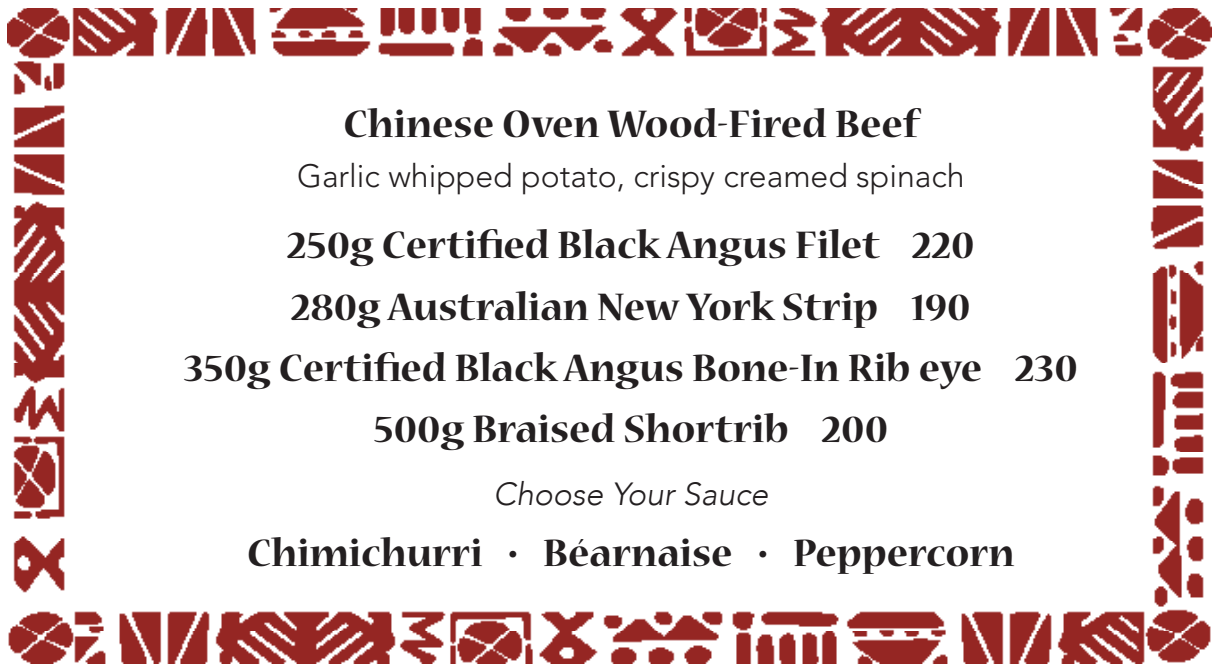 Chinese Oven Wood-Fired Beef
Garlic whipped potato, crispy creamed spinach
250g Certified Black Angus Filet 220
280g Australian New York Strip 190
350g Certified Black Angus Bone-In Rib eye 230
500g Braised Shortrib 200
Choose Your Sauce
Chimichurri · Béarnaise · Peppercorn